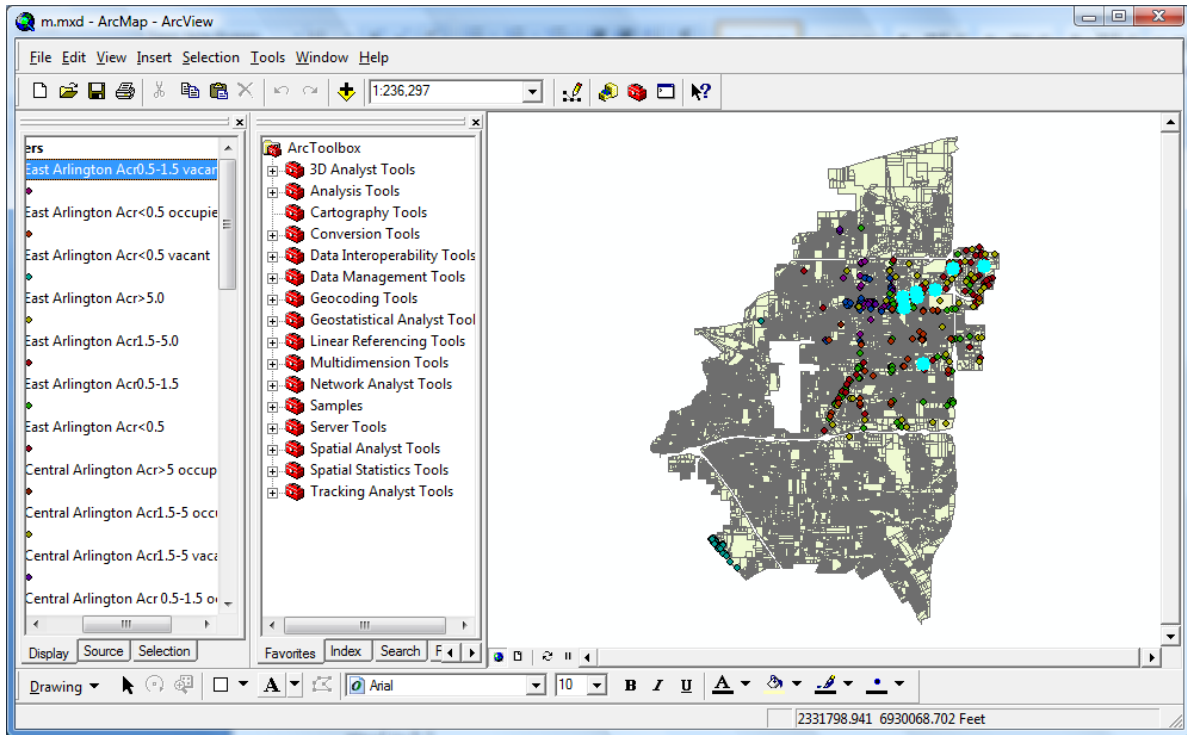 m.mxd - ArcMap - ArcView
File Edit View Insert Selection Tools Window Help
1:236,297
ers
East Arlington Acr0.5-1.5 vacan
East Arlington Acr<0.5 occupie
East Arlington Acr<0.5 vacant
East Arlington Acr>5.0
East Arlington Acr1.5-5.0
East Arlington Acr0.5-1.5
East Arlington Acr<0.5
Central Arlington Acr>5 occup
Central Arlington Acr1.5-5 occu
Central Arlington Acr1.5-5 vaca
Central Arlington Acr 0.5-1.5 o
Display Source Selection
ArcToolbox
3D Analyst Tools
Analysis Tools
Cartography Tools
Conversion Tools
Data Interoperability Tools
Data Management Tools
Geocoding Tools
Geostatistical Analyst Tool
Linear Referencing Tools
Multidimension Tools
Network Analyst Tools
Samples
Server Tools
Spatial Analyst Tools
Spatial Statistics Tools
Tracking Analyst Tools
Favorites Index Search F
Drawing A Arial 10 B I U A
2331798.941 6930068.702 Feet